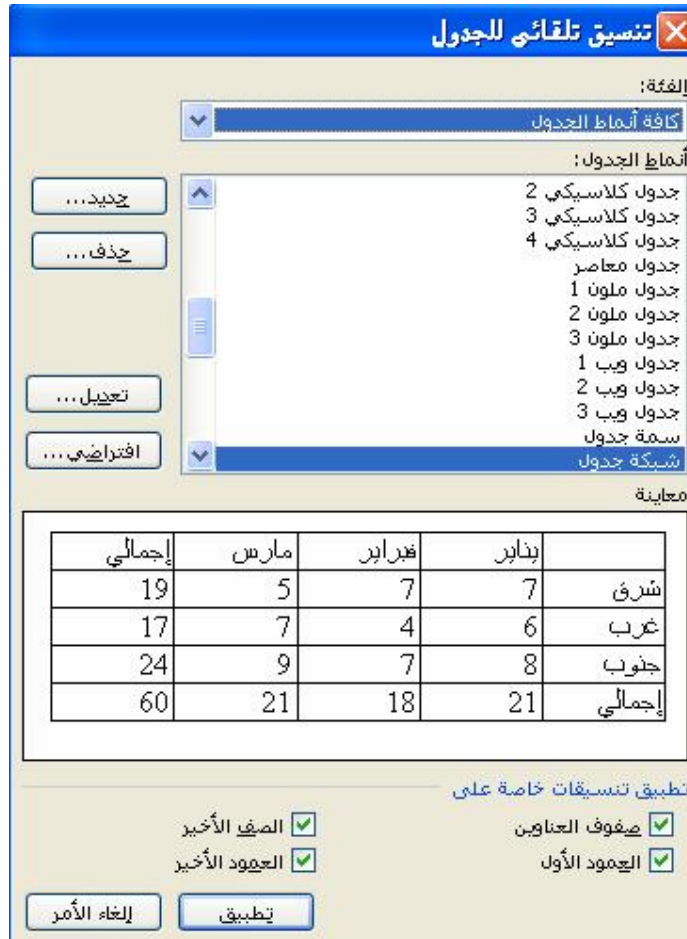 تنسيق تلقائي للجدول
الفئة:
كافة أنماط الجدول
أنماط الجدول:
جدول كلاسيكي 2
جدول كلاسيكي 3
جدول كلاسيكي 4
جدول معاصر
جدول ملون 1
جدول ملون 2
جدول ملون 3
جدول ويب 1
جدول ويب 2
جدول ويب 3
سمة جدول
شبكة جدول
جديد...
حذف...
تعديل...
افتراضي...
معاينة
يناير فبراير مارس إجمالي
شرق 7 7 5 19
غرب 6 4 7 17
جنوب 8 7 9 24
إجمالي 21 18 21 60
تطبيق تنسيقات خاصة على
صفوف العناوين الصف الأخير
العمود الأول العمود الأخير
تطبيق إلغاء الأمر